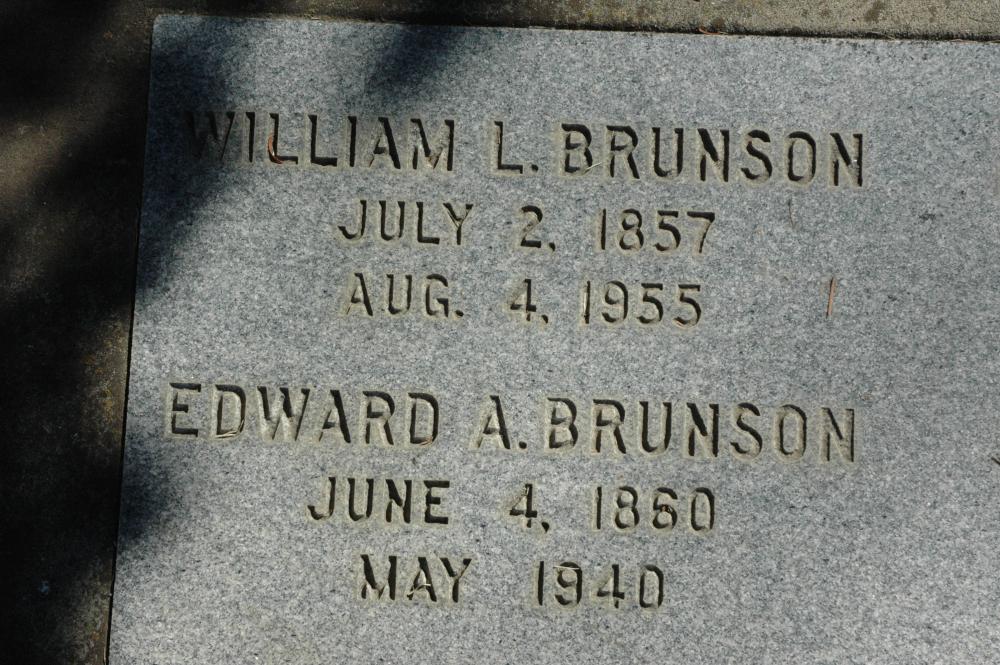 WILLIAM L. BRUNSON
JULY 2, 1857
AUG. 4, 1955
EDWARD A. BRUNSON
JUNE 4, 1860
MAY 1940